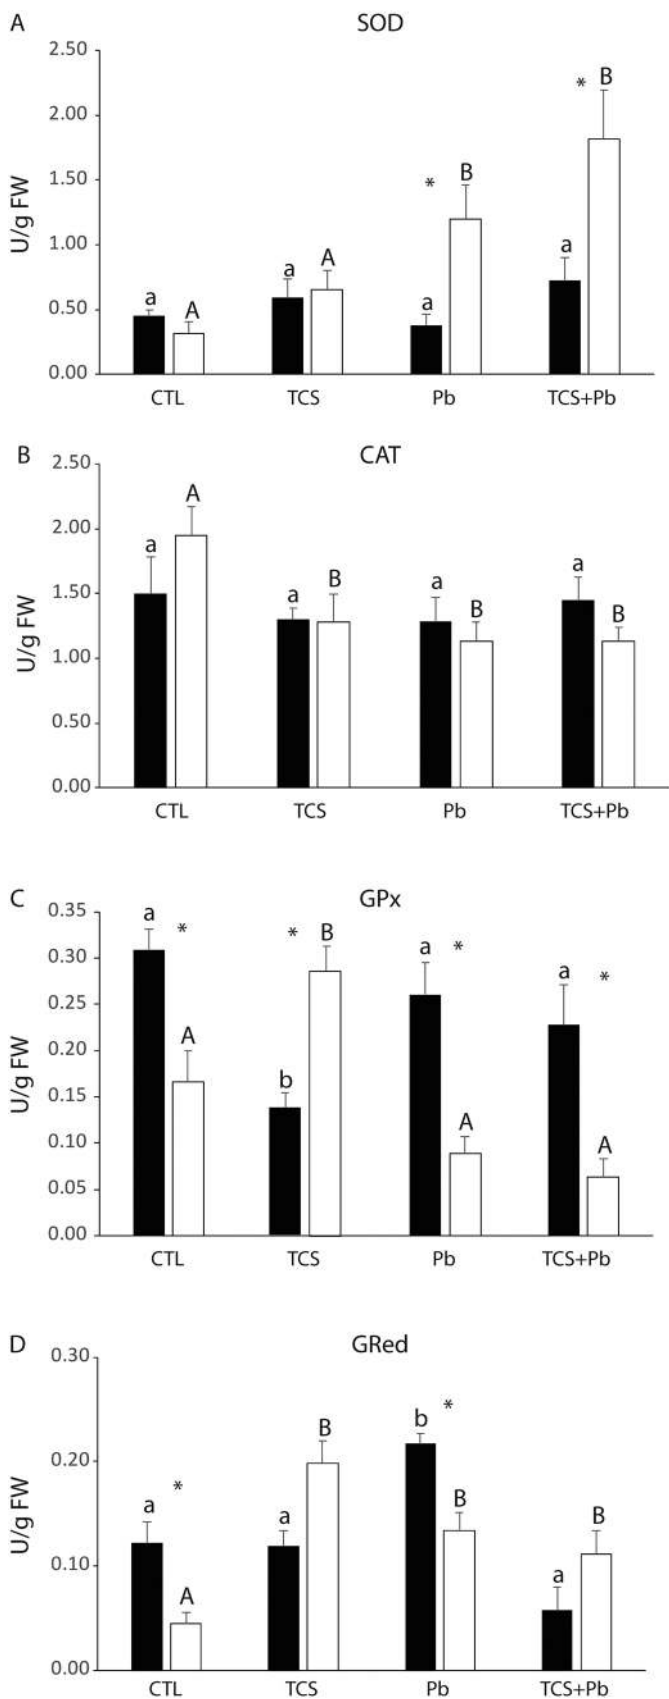 A SOD
2.50
2.00
1.50
1.00
0.50
0.00
U/g FW
a A a A a * B a * B
CTL TCS Pb TCS+Pb
B CAT
2.50
2.00
1.50
1.00
0.50
0.00
U/g FW
a A a B a B a B
CTL TCS Pb TCS+Pb
C GPx
0.35
0.30
0.25
0.20
0.15
0.10
0.05
0.00
U/g FW
a * A b * B a * A a * A
CTL TCS Pb TCS+Pb
D GRed
0.30
0.20
0.10
0.00
U/g FW
a * A a B b * B a B
CTL TCS Pb TCS+Pb